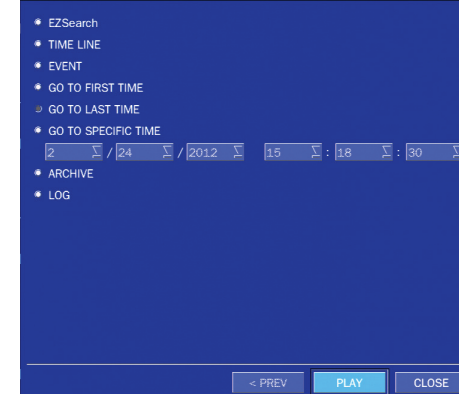 EZSearch
TIME LINE
EVENT
GO TO FIRST TIME
GO TO LAST TIME
GO TO SPECIFIC TIME
2 / 24 / 2012 15 : 18 : 30
ARCHIVE
LOG
< PREV PLAY CLOSE